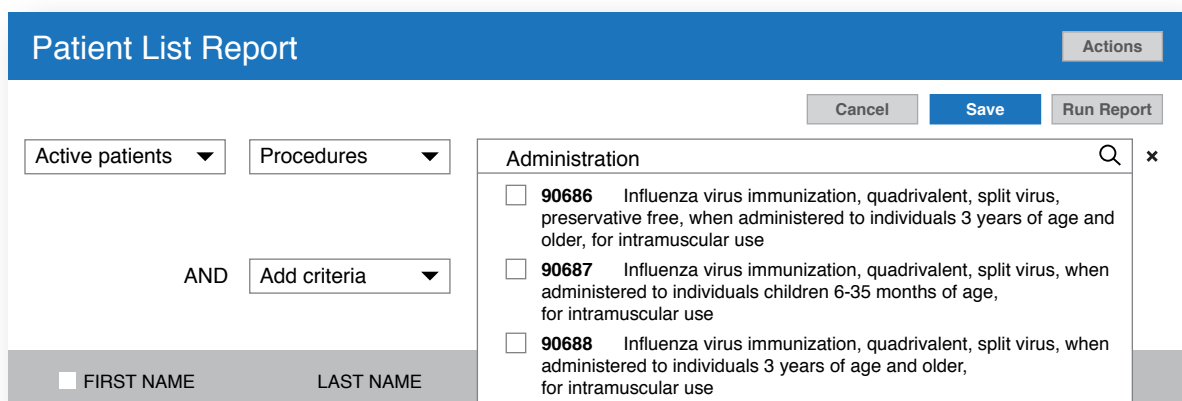 Patient List Report
Actions
Cancel
Save
Run Report
Active patients
Procedures
Administration
90686 Influenza virus immunization, quadrivalent, split virus,
preservative free, when administered to individuals 3 years of age and
older, for intramuscular use
AND
Add criteria
90687 Influenza virus immunization, quadrivalent, split virus, when
administered to individuals children 6-35 months of age,
for intramuscular use
90688 Influenza virus immunization, quadrivalent, split virus, when
administered to individuals 3 years of age and older,
for intramuscular use
FIRST NAME
LAST NAME